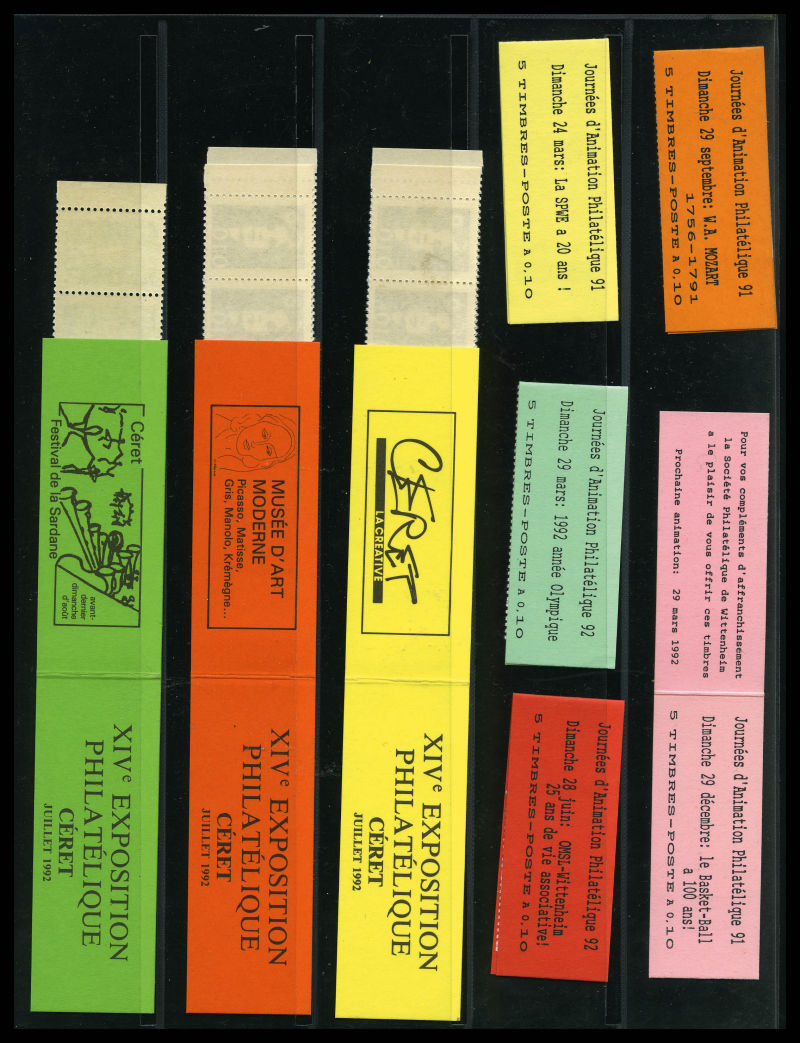 Journées d'Animation Philatélique 91
Dimanche 29 septembre: W.A. MOZART
1756-1791
5 TIMBRES-POSTE A 0,10
Pour vos compléments d'affranchissement
la Société Philatélique de Wittenheim
a le plaisir de vous offrir ces timbres
Prochaine animation: 29 mars 1992
Journées d'Animation Philatélique 91
Dimanche 29 décembre: le Basket-Ball
a 100 ans!
5 TIMBRES-POSTE A 0,10
Journées d'Animation Philatélique 91
Dimanche 24 mars: La SPWE a 20 ans !
5 TIMBRES-POSTE A 0,10
Journées d'Animation Philatélique 92
Dimanche 29 mars: 1992 année Olympique
5 TIMBRES-POSTE A 0,10
Journées d'Animation Philatélique 92
Dimanche 28 juin: OMSL-Wittenheim
25 ans de vie associative!
5 TIMBRES-POSTE A 0,10
CÉRET
LA CRÉATIVE
XIVe EXPOSITION
PHILATÉLIQUE
CÉRET
JUILLET 1992
MUSÉE D'ART
MODERNE
Picasso, Matisse,
Gris, Manolo, Krémègne...
XIVe EXPOSITION
PHILATÉLIQUE
CÉRET
JUILLET 1992
Céret
Festival de la Sardane
avant-
dernier
dimanche
d'août
XIVe EXPOSITION
PHILATÉLIQUE
CÉRET
JUILLET 1992